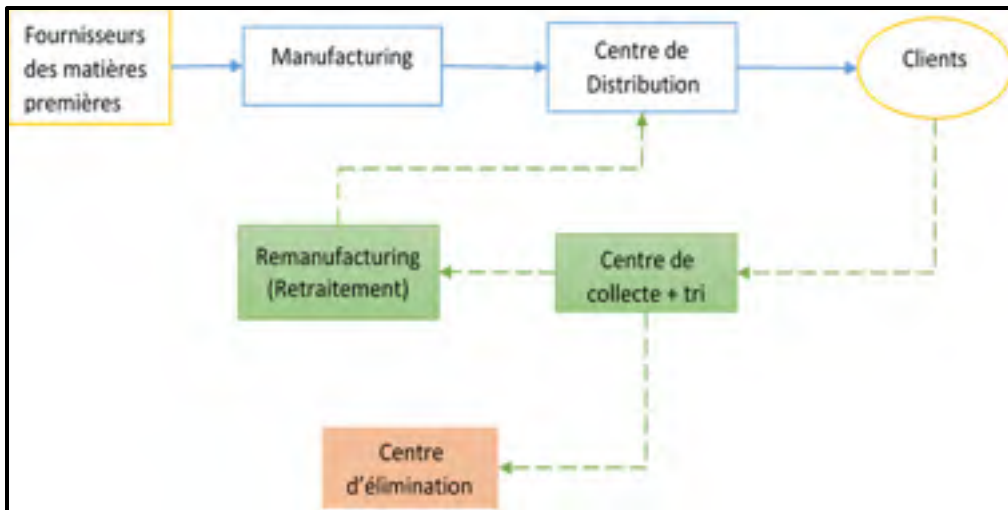 Fournisseurs
des matières
premières
Manufacturing
Centre de
Distribution
Clients
Remanufacturing
(Retraitement)
Centre de
collecte + tri
Centre
d'élimination